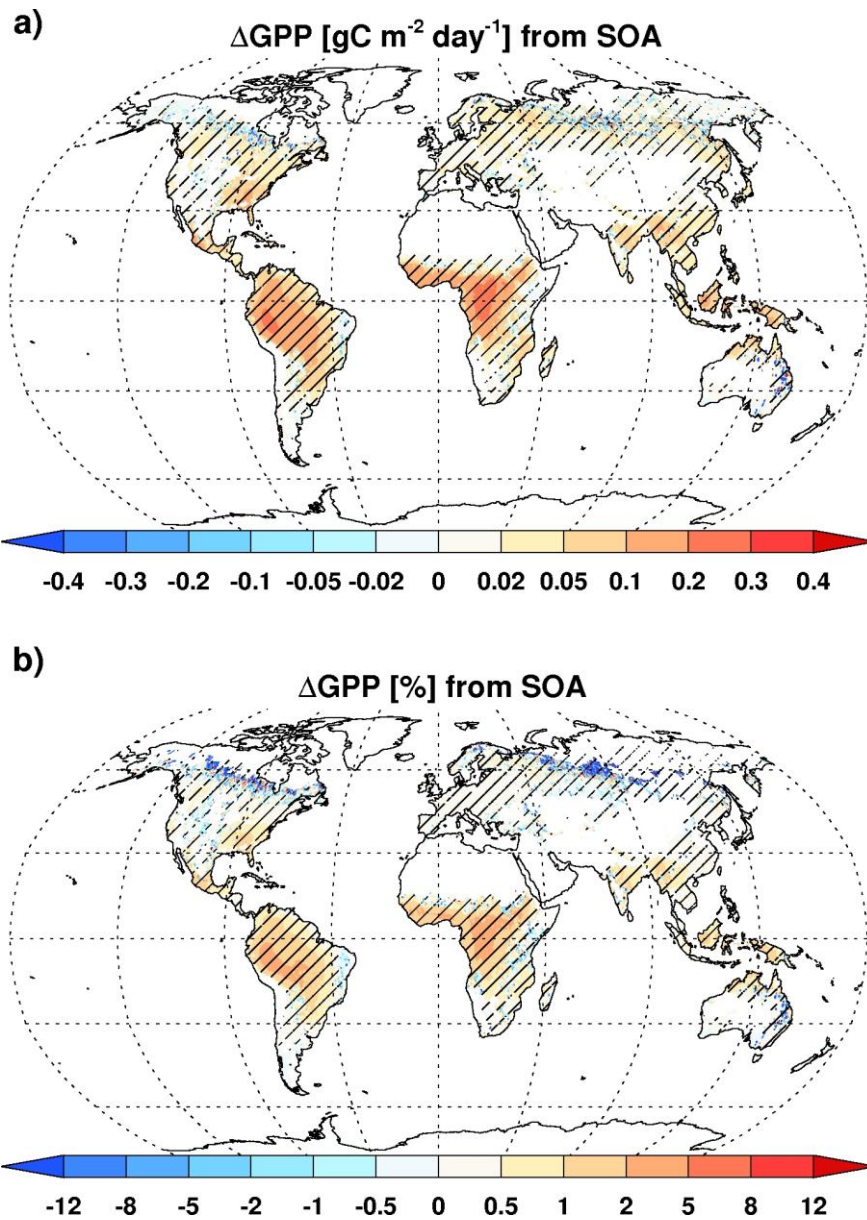 a)
ΔGPP [gC m⁻² day⁻¹] from SOA
-0.4 -0.3 -0.2 -0.1 -0.05 -0.02 0 0.02 0.05 0.1 0.2 0.3 0.4
b)
ΔGPP [%] from SOA
-12 -8 -5 -2 -1 -0.5 0 0.5 1 2 5 8 12